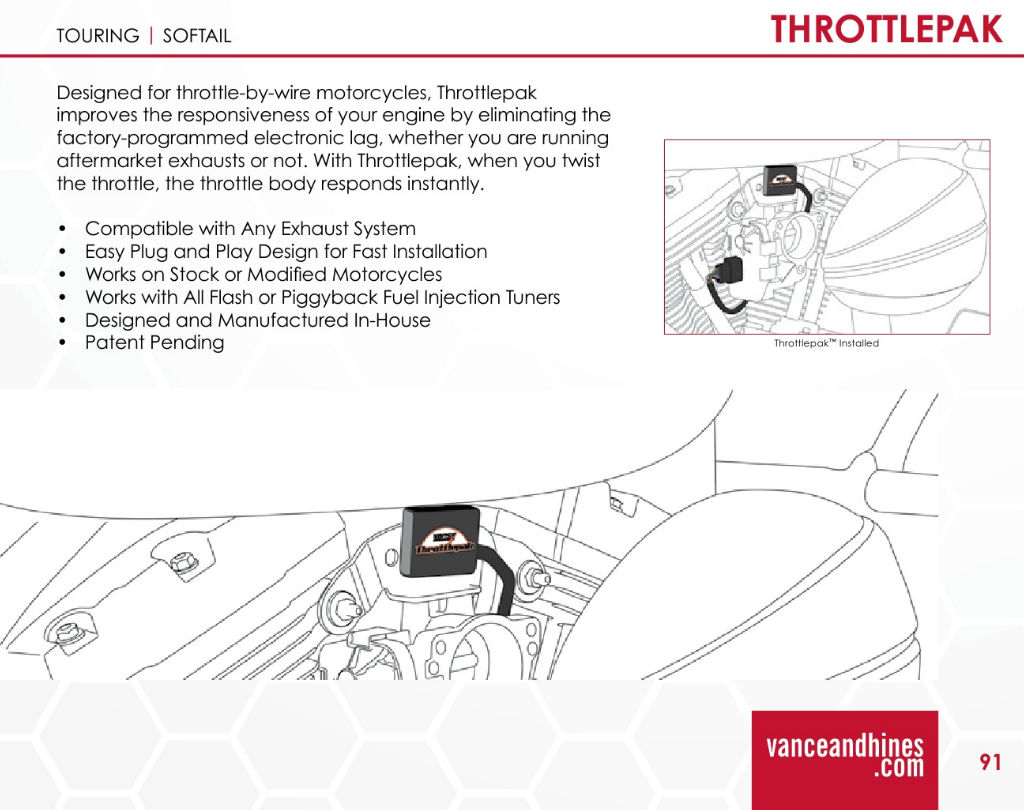 TOURING | SOFTAIL
THROTTLEPAK
Designed for throttle-by-wire motorcycles, Throttlepak
improves the responsiveness of your engine by eliminating the
factory-programmed electronic lag, whether you are running
aftermarket exhausts or not. With Throttlepak, when you twist
the throttle, the throttle body responds instantly.
• Compatible with Any Exhaust System
• Easy Plug and Play Design for Fast Installation
• Works on Stock or Modified Motorcycles
• Works with All Flash or Piggyback Fuel Injection Tuners
• Designed and Manufactured In-House
• Patent Pending
Throttlepak™ Installed
Throttlepak
vanceandhines
.com
91